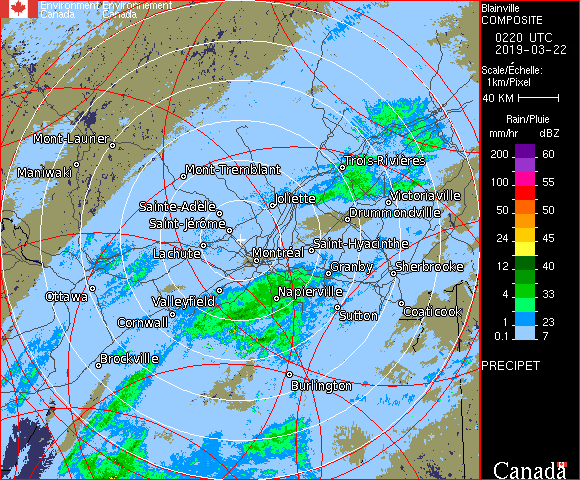 Environment Environnement
Canada Canada
Mont-Laurier
Maniwaki
Mont-Tremblant
Trois-Rivières
Sainte-Adèle
Joliette
Victoriaville
Saint-Jérôme
Drummondville
Lachute
Montréal
Saint-Hyacinthe
Granby
Sherbrooke
Ottawa
Valleyfield
Napierville
Cornwall
Sutton
Coaticook
Brockville
Burlington
Blainville
COMPOSITE
0220 UTC
2019-03-22
Scale/Échelle:
1km/Pixel
40 KM
Rain/Pluie
mm/hr dBZ
200 60
100 55
50 50
24 45
12 40
8 35
4 33
1 23
0.1 7
PRECIPET
Canada